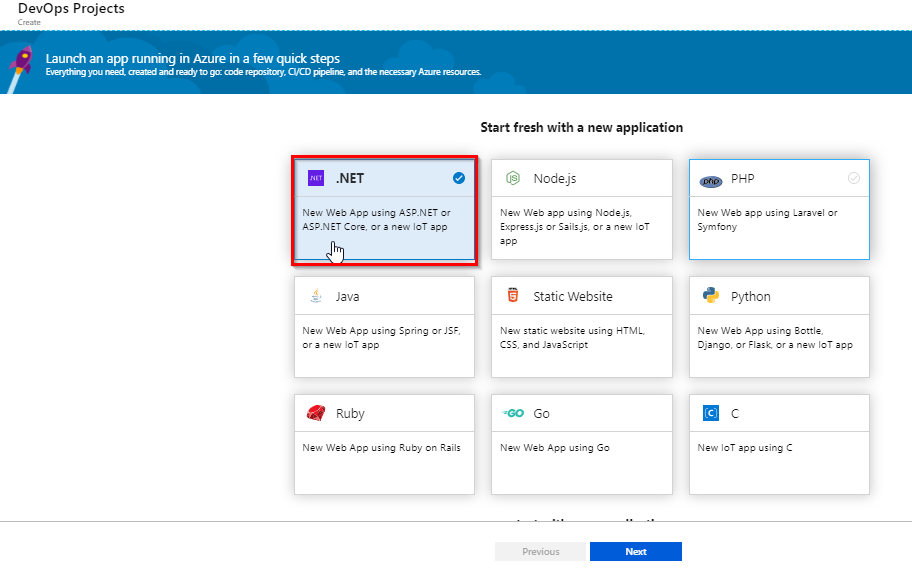 DevOps Projects
Create
Launch an app running in Azure in a few quick steps
Everything you need, created and ready to go: code repository, CI/CD pipeline, and the necessary Azure resources.
Start fresh with a new application
.NET .NET
New Web App using ASP.NET or
ASP.NET Core, or a new IoT app
Node.js
New Web app using Node.js,
Express.js or Sails.js, or a new IoT
app
php PHP
New Web app using Laravel or
Symfony
Java
New Web App using Spring or JSF,
or a new IoT app
Static Website
New static website using HTML,
CSS, and JavaScript
Python
New Web App using Bottle,
Django, or Flask, or a new IoT app
Ruby
New Web App using Ruby on Rails
GO Go
New Web App using Go
C C
New IoT app using C
Previous
Next